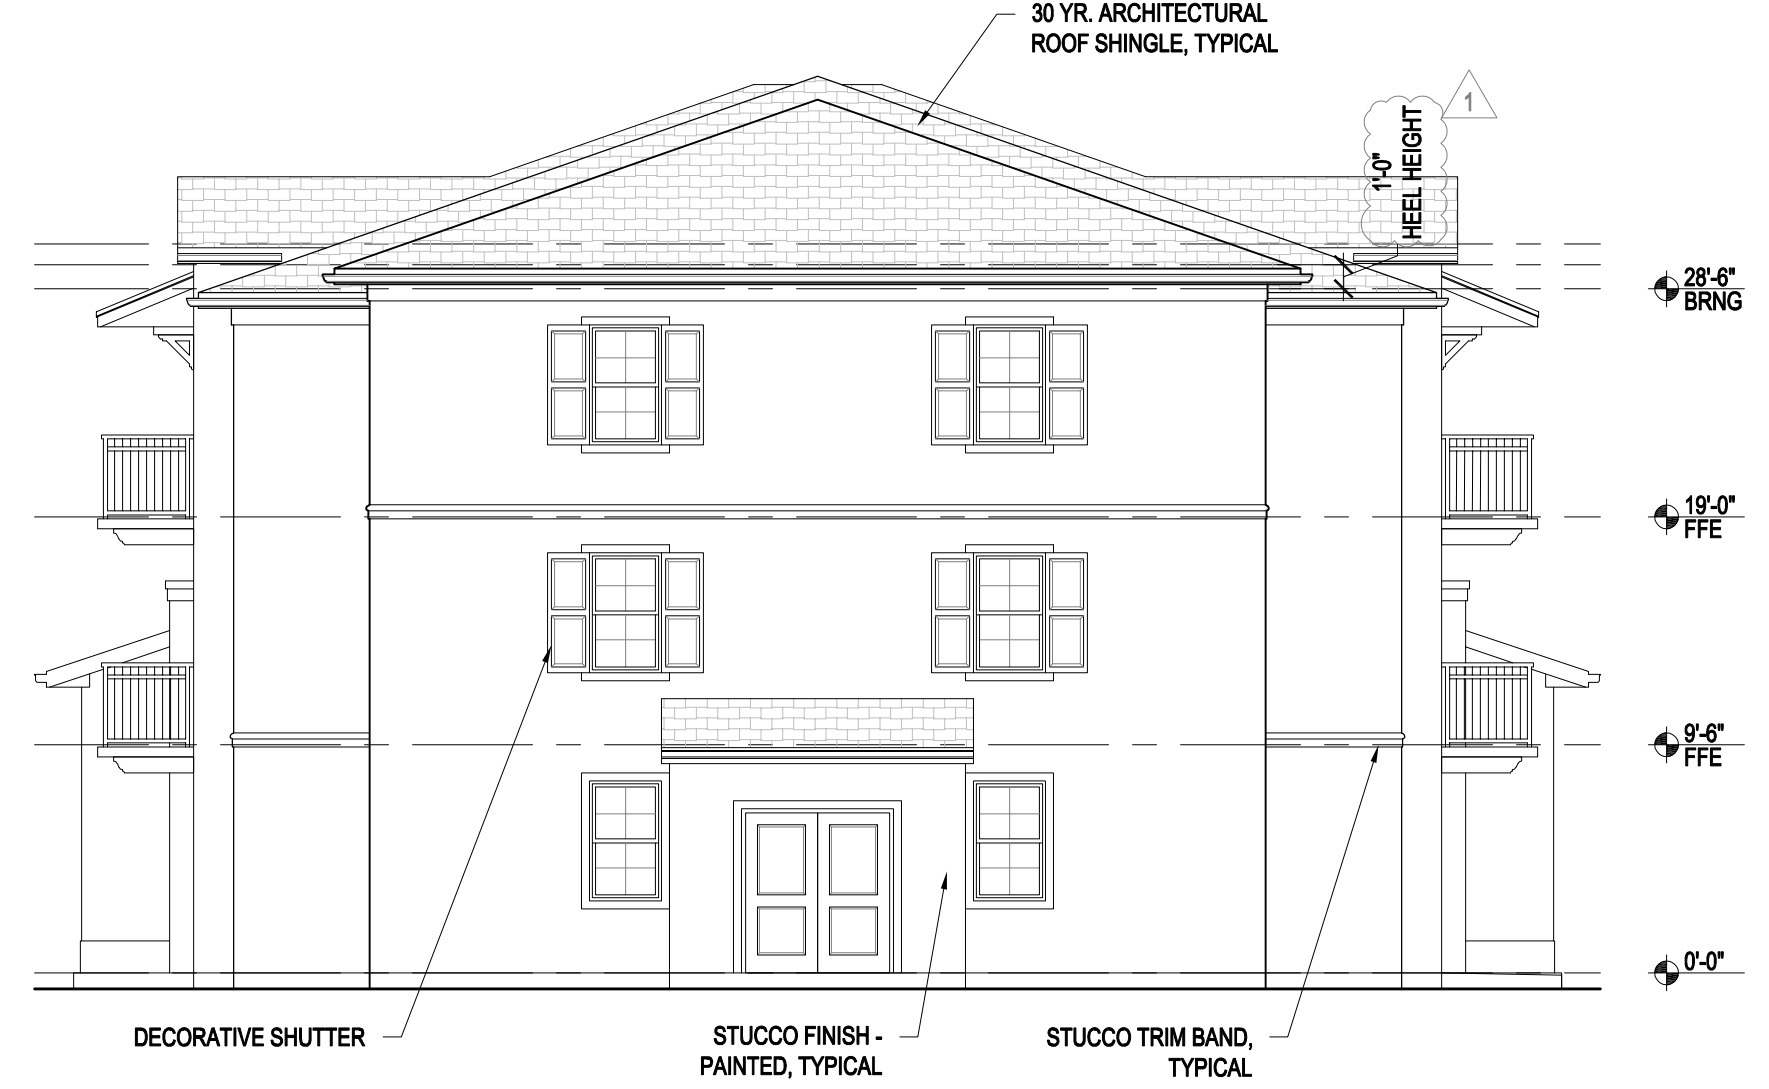 30 YR. ARCHITECTURAL
ROOF SHINGLE, TYPICAL
1
1'-0"
HEEL HEIGHT
28'-6"
BRNG
19'-0"
FFE
9'-6"
FFE
0'-0"
DECORATIVE SHUTTER
STUCCO FINISH -
PAINTED, TYPICAL
STUCCO TRIM BAND,
TYPICAL